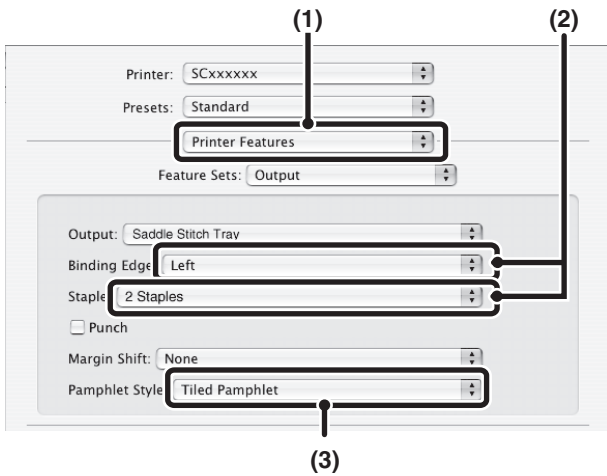 (1) (2)
Printer: SCxxxxxx
Presets: Standard
Printer Features
Feature Sets: Output
Output: Saddle Stitch Tray
Binding Edge Left
Staple 2 Staples
Punch
Margin Shift: None
Pamphlet Style Tiled Pamphlet
(3)